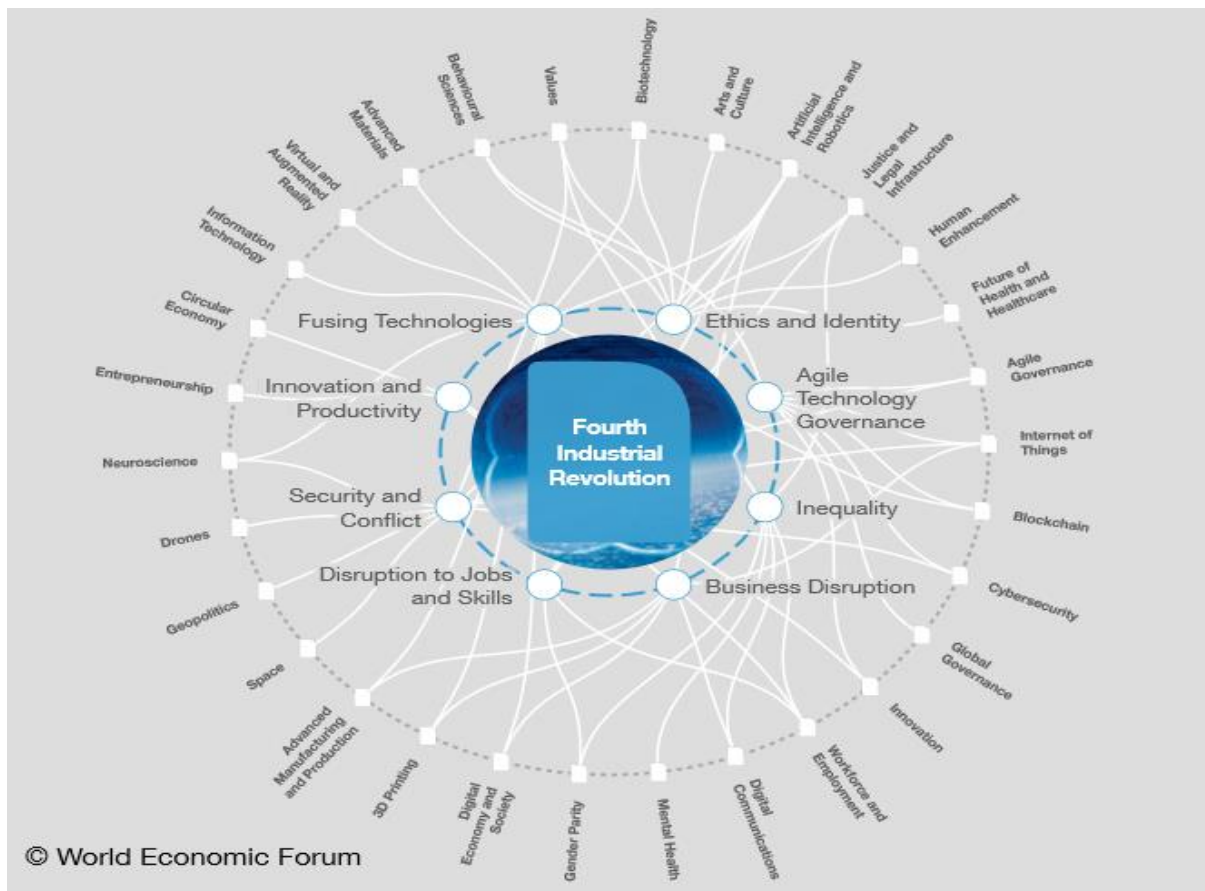 Behavioural
Sciences
Values
Biotechnology
Arts and
Culture
Artificial
Intelligence and
Robotics
Justice and
Legal
Infrastructure
Human
Enhancement
Future of
Health and
Healthcare
Agile
Governance
Internet of
Things
Blockchain
Cybersecurity
Global
Governance
Innovation
Workforce and
Employment
Digital
Communications
Mental Health
Gender Parity
Digital
Economy and
Society
3D Printing
Advanced
Manufacturing
and Production
Space
Geopolitics
Drones
Neuroscience
Entrepreneurship
Circular
Economy
Information
Technology
Virtual and
Augmented
Reality
Advanced
Materials
Fusing Technologies
Ethics and Identity
Innovation and
Productivity
Agile
Technology
Governance
Security and
Conflict
Inequality
Disruption to Jobs
and Skills
Business Disruption
Fourth
Industrial
Revolution
© World Economic Forum